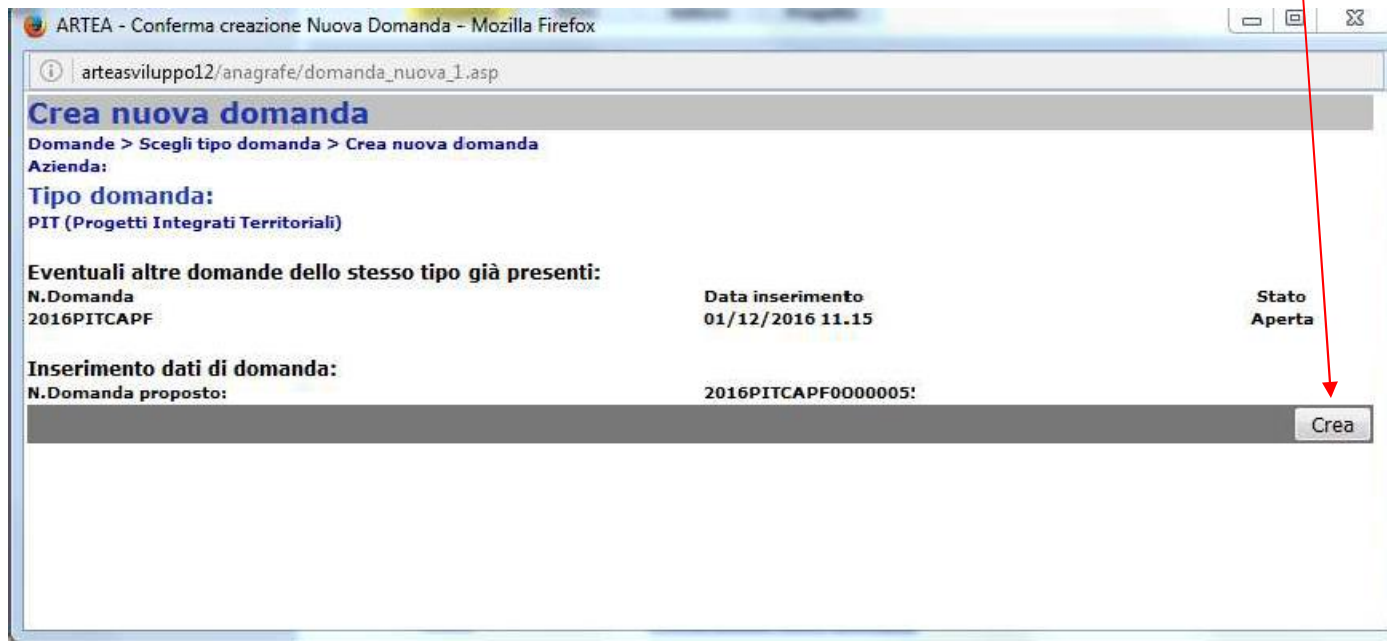 ARTEA - Conferma creazione Nuova Domanda - Mozilla Firefox
arteasviluppo12/anagrafe/domanda_nuova_1.asp
Crea nuova domanda
Domande > Scegli tipo domanda > Crea nuova domanda
Azienda:
Tipo domanda:
PIT (Progetti Integrati Territoriali)
Eventuali altre domande dello stesso tipo già presenti:
N.Domanda Data inserimento Stato
2016PITCAPF 01/12/2016 11.15 Aperta
Inserimento dati di domanda:
N.Domanda proposto: 2016PITCAPF0000005
Crea